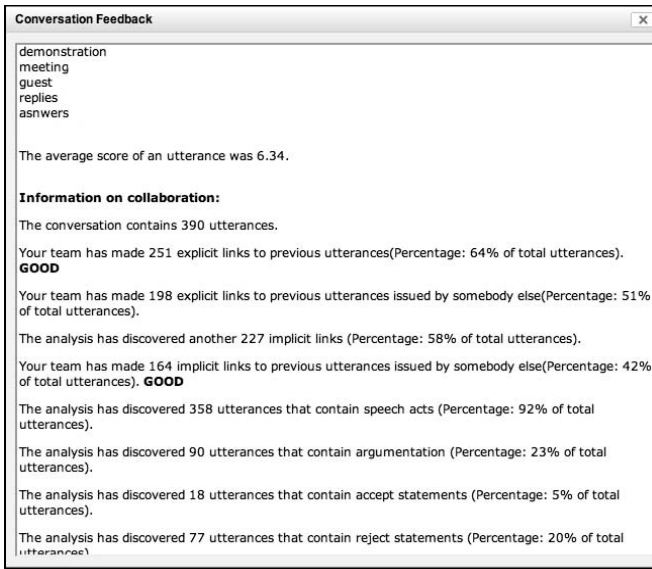 Conversation Feedback
demonstration
meeting
guest
replies
asnwers
The average score of an utterance was 6.34.
Information on collaboration:
The conversation contains 390 utterances.
Your team has made 251 explicit links to previous utterances(Percentage: 64% of total utterances).
GOOD
Your team has made 198 explicit links to previous utterances issued by somebody else(Percentage: 51%
of total utterances).
The analysis has discovered another 227 implicit links (Percentage: 58% of total utterances).
Your team has made 164 implicit links to previous utterances issued by somebody else(Percentage: 42%
of total utterances). GOOD
The analysis has discovered 358 utterances that contain speech acts (Percentage: 92% of total
utterances).
The analysis has discovered 90 utterances that contain argumentation (Percentage: 23% of total
utterances).
The analysis has discovered 18 utterances that contain accept statements (Percentage: 5% of total
utterances).
The analysis has discovered 77 utterances that contain reject statements (Percentage: 20% of total
utterances)